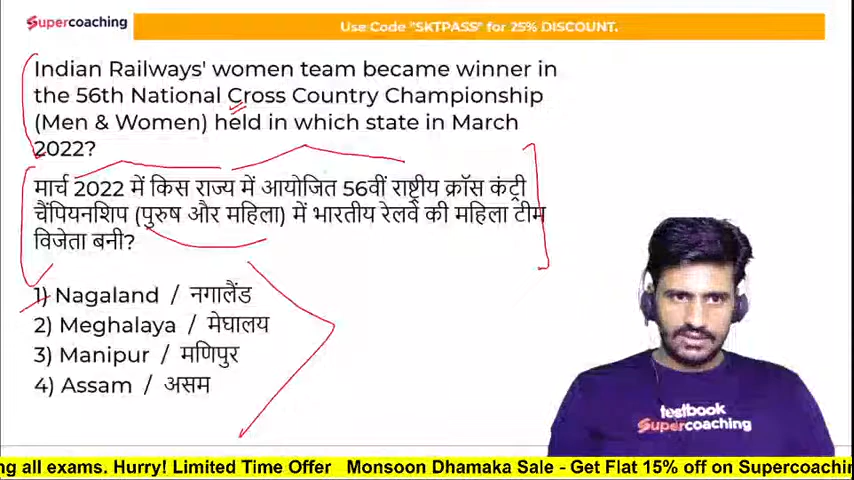 Supercoaching
Use Code "SKTPASS" for 25% DISCOUNT.
Indian Railways' women team became winner in
the 56th National Cross Country Championship
(Men & Women) held in which state in March
2022?
मार्च 2022 में किस राज्य में आयोजित 56वीं राष्ट्रीय क्रॉस कंट्री
चैंपियनशिप (पुरुष और महिला) में भारतीय रेलवे की महिला टीम
विजेता बनी?
1) Nagaland / नगालैंड
2) Meghalaya / मेघालय
3) Manipur / मणिपुर
4) Assam / असम
testbook
Supercoaching
ng all exams. Hurry! Limited Time Offer Monsoon Dhamaka Sale - Get Flat 15% off on Supercoachin